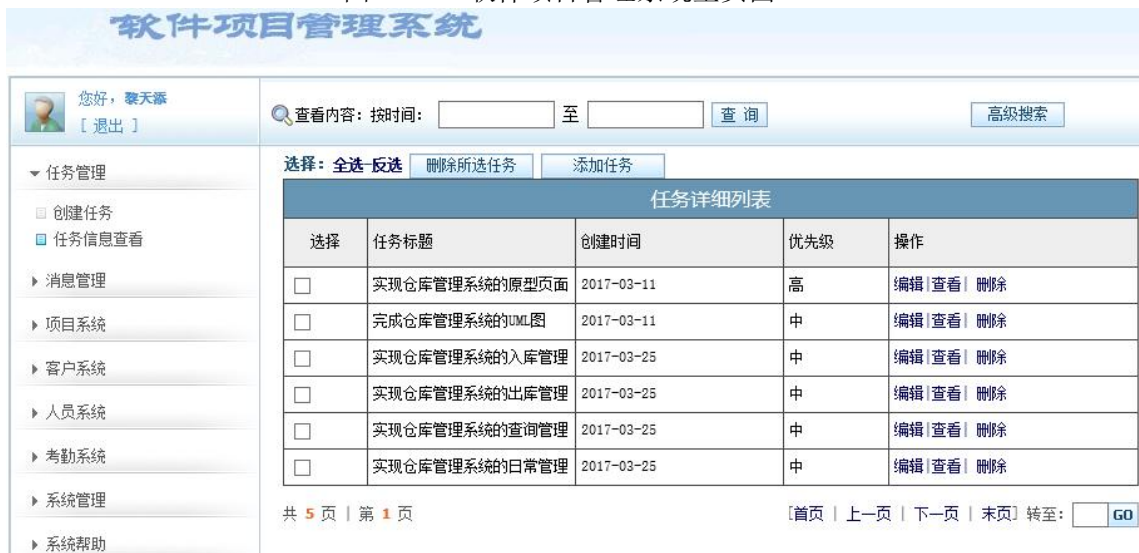 软件项目管理系统
您好，黎天添
[ 退出 ]
查看内容：按时间： 至 查 询 高级搜索
选择：全选-反选 删除所选任务 添加任务
任务管理
创建任务
任务信息查看
消息管理
项目系统
客户系统
人员系统
考勤系统
系统管理
系统帮助
任务详细列表
选择 任务标题 创建时间 优先级 操作
实现仓库管理系统的原型页面 2017-03-11 高 编辑|查看| 删除
完成仓库管理系统的UML图 2017-03-11 中 编辑|查看| 删除
实现仓库管理系统的入库管理 2017-03-25 中 编辑|查看| 删除
实现仓库管理系统的出库管理 2017-03-25 中 编辑|查看| 删除
实现仓库管理系统的查询管理 2017-03-25 中 编辑|查看| 删除
实现仓库管理系统的日常管理 2017-03-25 中 编辑|查看| 删除
共 5 页 | 第 1 页 [首页 | 上一页 | 下一页 | 末页] 转至： GO